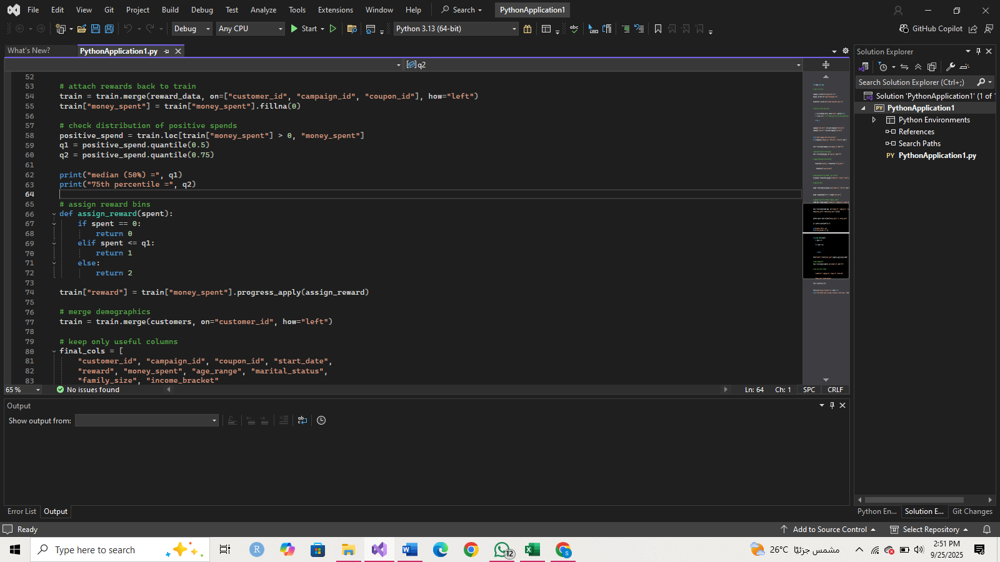 File Edit View Git Project Build Debug Test Analyze Tools Extensions Window Help Search PythonApplication1
Debug Any CPU Start Python 3.13 (64-bit) GitHub Copilot
What's New? PythonApplication1.py
q2
52
53 # attach rewards back to train
54 train = train.merge(reward_data, on=["customer_id", "campaign_id", "coupon_id"], how="left")
55 train["money_spent"] = train["money_spent"].fillna(0)
56
57 # check distribution of positive spends
58 positive_spend = train.loc[train["money_spent"] > 0, "money_spent"]
59 q1 = positive_spend.quantile(0.5)
60 q2 = positive_spend.quantile(0.75)
61
62 print("median (50%) =", q1)
63 print("75th percentile =", q2)
64
65 # assign reward bins
66 def assign_reward(spent):
67 if spent == 0:
68 return 0
69 elif spent <= q1:
70 return 1
71 else:
72 return 2
73
74 train["reward"] = train["money_spent"].progress_apply(assign_reward)
75
76 # merge demographics
77 train = train.merge(customers, on="customer_id", how="left")
78
79 # keep only useful columns
80 final_cols = [
81 "customer_id", "campaign_id", "coupon_id", "start_date",
82 "reward", "money_spent", "age_range", "marital_status",
83 "family_size", "income_bracket"
65 % No issues found Ln: 64 Ch: 1 SPC CRLF
Output
Show output from:
Error List Output
Solution Explorer
Search Solution Explorer (Ctrl+;)
Solution 'PythonApplication1' (1 of 1
PythonApplication1
Python Environments
References
Search Paths
PY PythonApplication1.py
Python En... Solution E... Git Changes
Ready Add to Source Control Select Repository
Type here to search 12 26°C مشمس جزئيًا 2:51 PM
9/25/2025